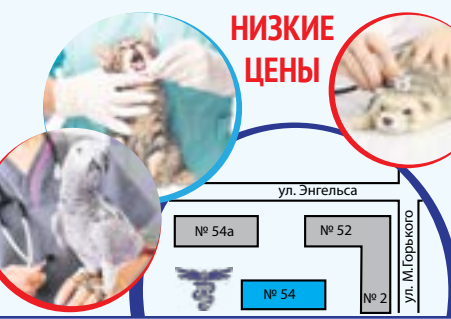 НИЗКИЕ
ЦЕНЫ
ул. Энгельса
№ 54а
№ 52
ул. М.Горького
№ 54
№ 2